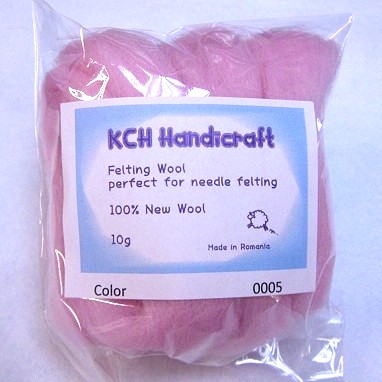 KCH Handicraft
Felting Wool
perfect for needle felting
100% New Wool
10g
Made in Romania
Color 0005